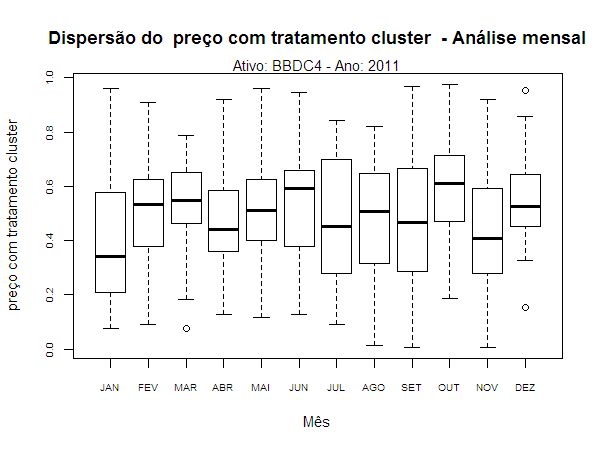 Dispersão do  preço com tratamento cluster  - Análise mensal
Ativo: BBDC4 - Ano: 2011
preço com tratamento cluster
1.0
0.8
0.6
0.4
0.2
0.0
JAN FEV MAR ABR MAI JUN JUL AGO SET OUT NOV DEZ
Mês